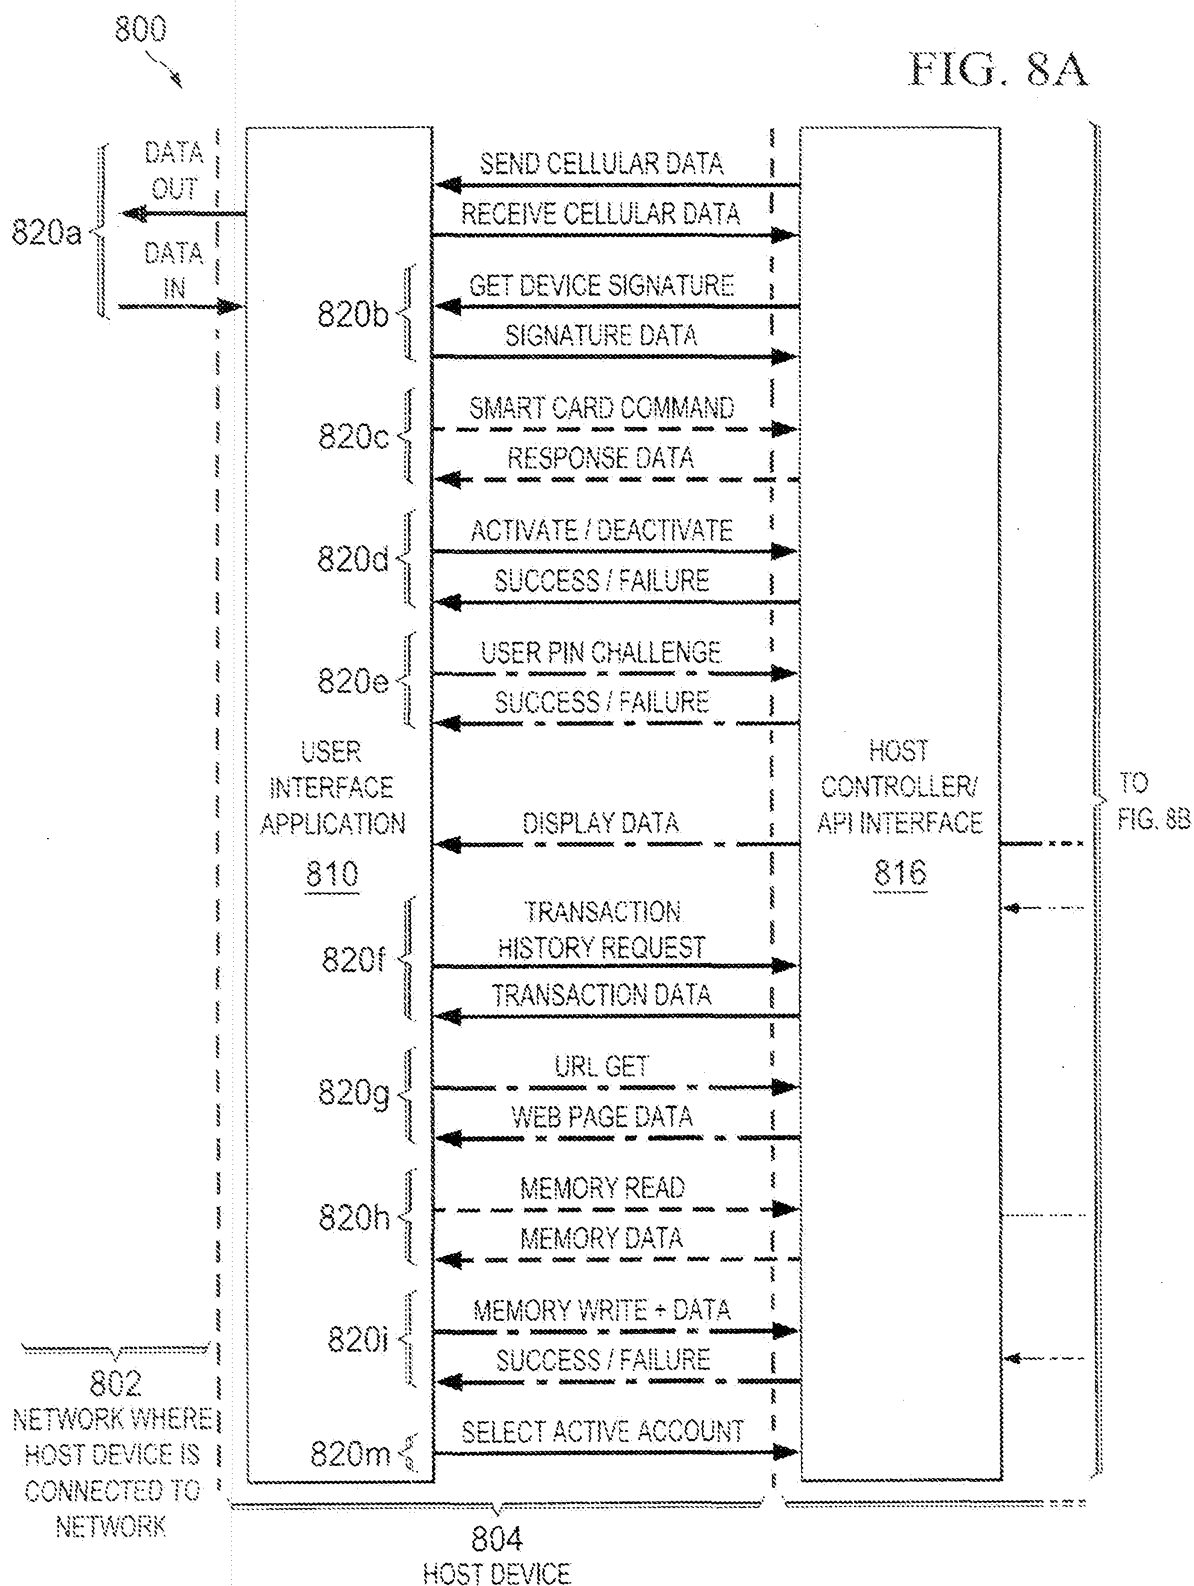 800
FIG. 8A
DATA
OUT
820a
DATA
IN
SEND CELLULAR DATA
RECEIVE CELLULAR DATA
820b
GET DEVICE SIGNATURE
SIGNATURE DATA
820c
SMART CARD COMMAND
RESPONSE DATA
820d
ACTIVATE / DEACTIVATE
SUCCESS / FAILURE
820e
USER PIN CHALLENGE
SUCCESS / FAILURE
USER
INTERFACE
APPLICATION
810
DISPLAY DATA
HOST
CONTROLLER/
API INTERFACE
816
TO
FIG. 8B
820f
TRANSACTION
HISTORY REQUEST
TRANSACTION DATA
820g
URL GET
WEB PAGE DATA
820h
MEMORY READ
MEMORY DATA
820i
MEMORY WRITE + DATA
SUCCESS / FAILURE
820m
SELECT ACTIVE ACCOUNT
802
NETWORK WHERE
HOST DEVICE IS
CONNECTED TO
NETWORK
804
HOST DEVICE